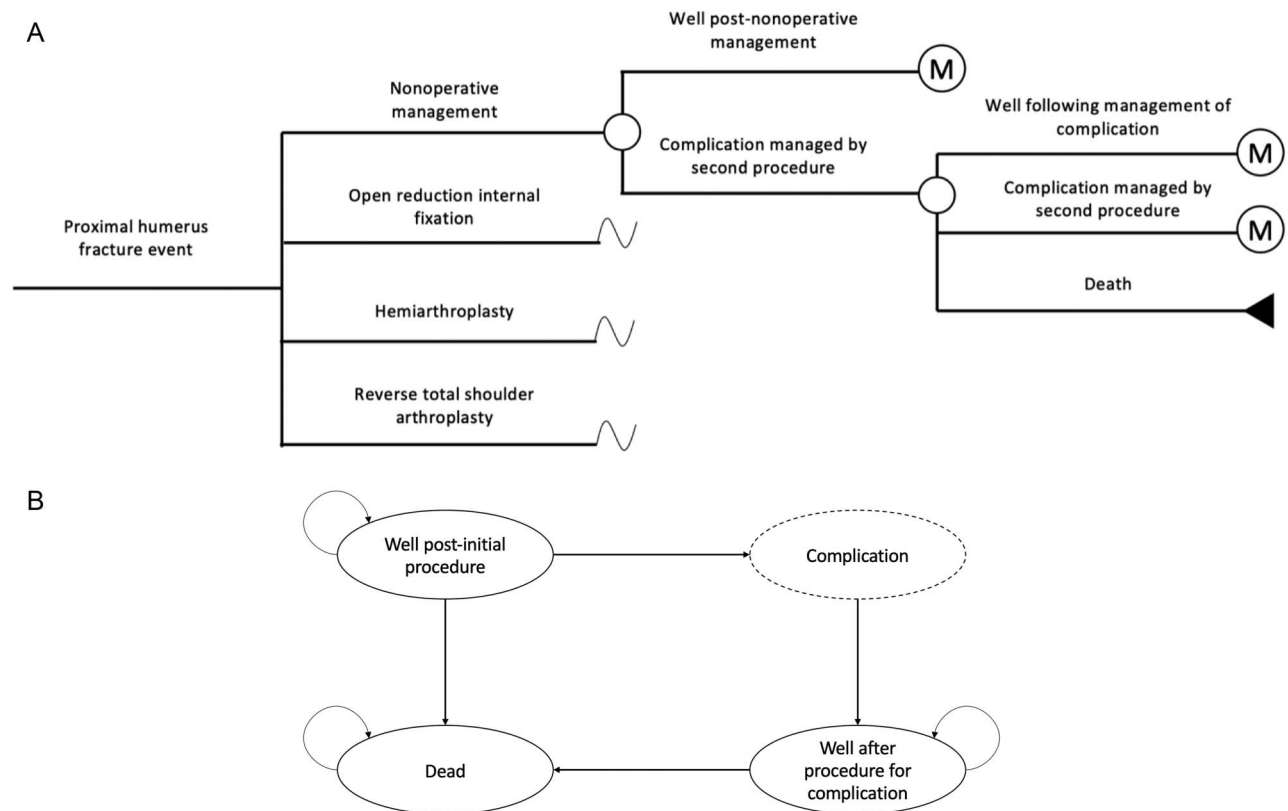 A
Well post-nonoperative
management
M
Nonoperative
management
Well following management of
complication
M
Complication managed by
second procedure
Complication managed by
second procedure
M
Open reduction internal
fixation
Proximal humerus
fracture event
Death
Hemiarthroplasty
Reverse total shoulder
arthroplasty
B
Well post-initial
procedure
Complication
Dead
Well after
procedure for
complication